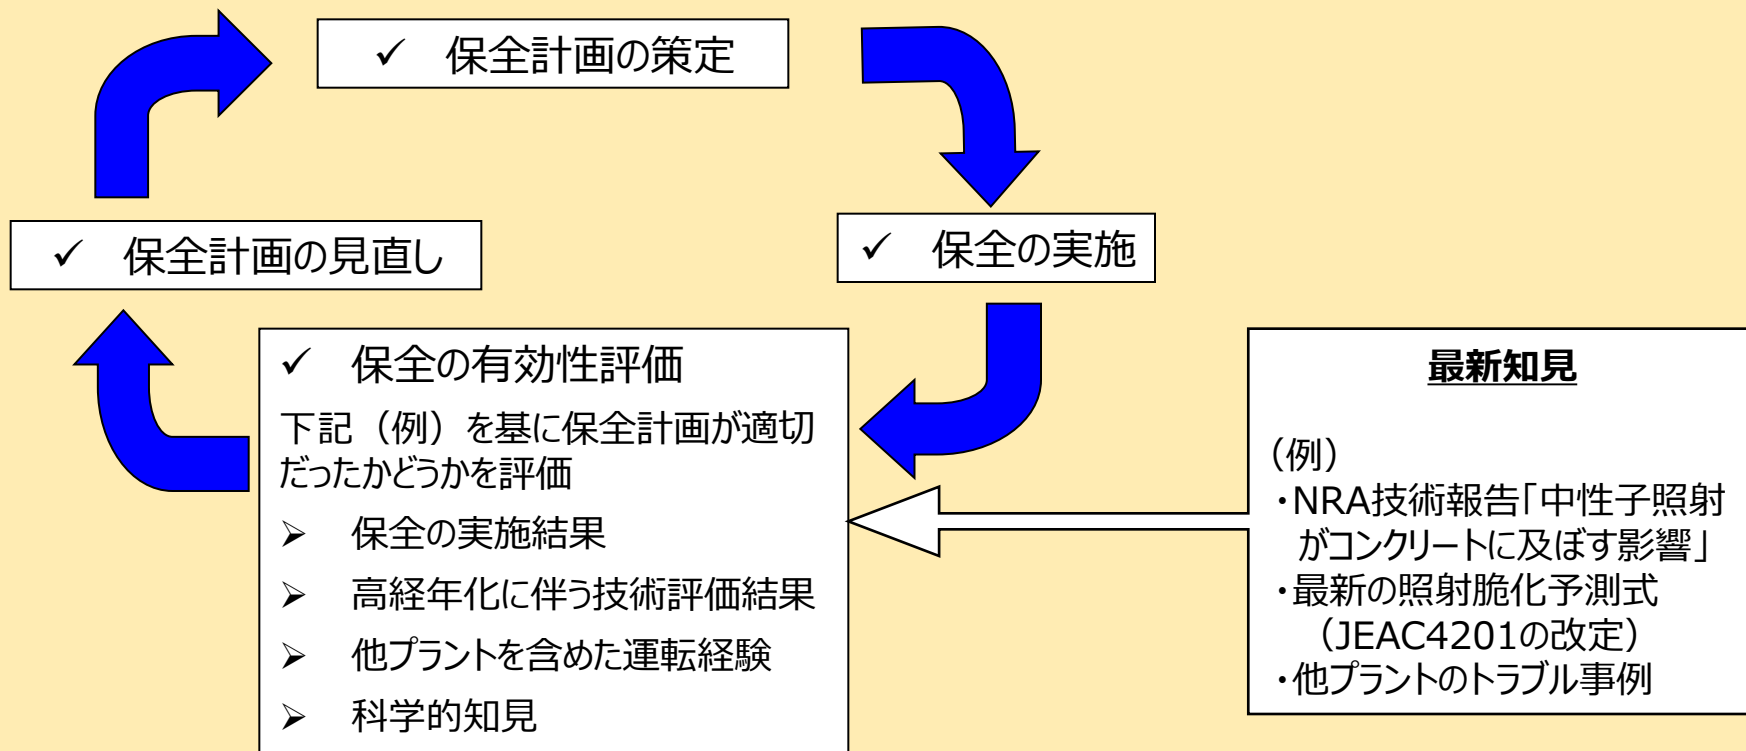 ✓ 保全計画の策定
✓ 保全計画の見直し
✓ 保全の実施
✓ 保全の有効性評価
下記（例）を基に保全計画が適切
だったかどうかを評価
➢ 保全の実施結果
➢ 高経年化に伴う技術評価結果
➢ 他プラントを含めた運転経験
➢ 科学的知見
最新知見
（例）
・NRA技術報告「中性子照射
がコンクリートに及ぼす影響」
・最新の照射脆化予測式
（JEAC4201の改定）
・他プラントのトラブル事例